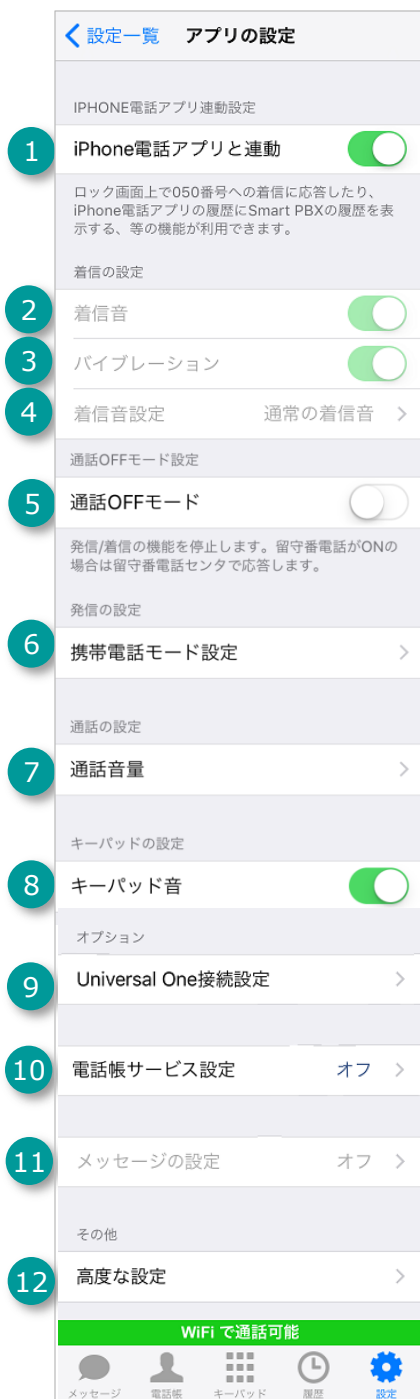 設定一覧 アプリの設定
IPHONE電話アプリ連動設定
1 iPhone電話アプリと連動
ロック画面上で050番号への着信に応答したり、
iPhone電話アプリの履歴にSmart PBXの履歴を表
示する、等の機能が利用できます。
着信の設定
2 着信音
3 バイブレーション
4 着信音設定 通常の着信音
通話OFFモード設定
5 通話OFFモード
発信/着信の機能を停止します。留守番電話がONの
場合は留守番電話センタで応答します。
発信の設定
6 携帯電話モード設定
通話の設定
7 通話音量
キーパッドの設定
8 キーパッド音
オプション
9 Universal One接続設定
10 電話帳サービス設定 オフ
11 メッセージの設定 オフ
その他
12 高度な設定
WiFi で通話可能
メッセージ 電話帳 キーパッド 履歴 設定